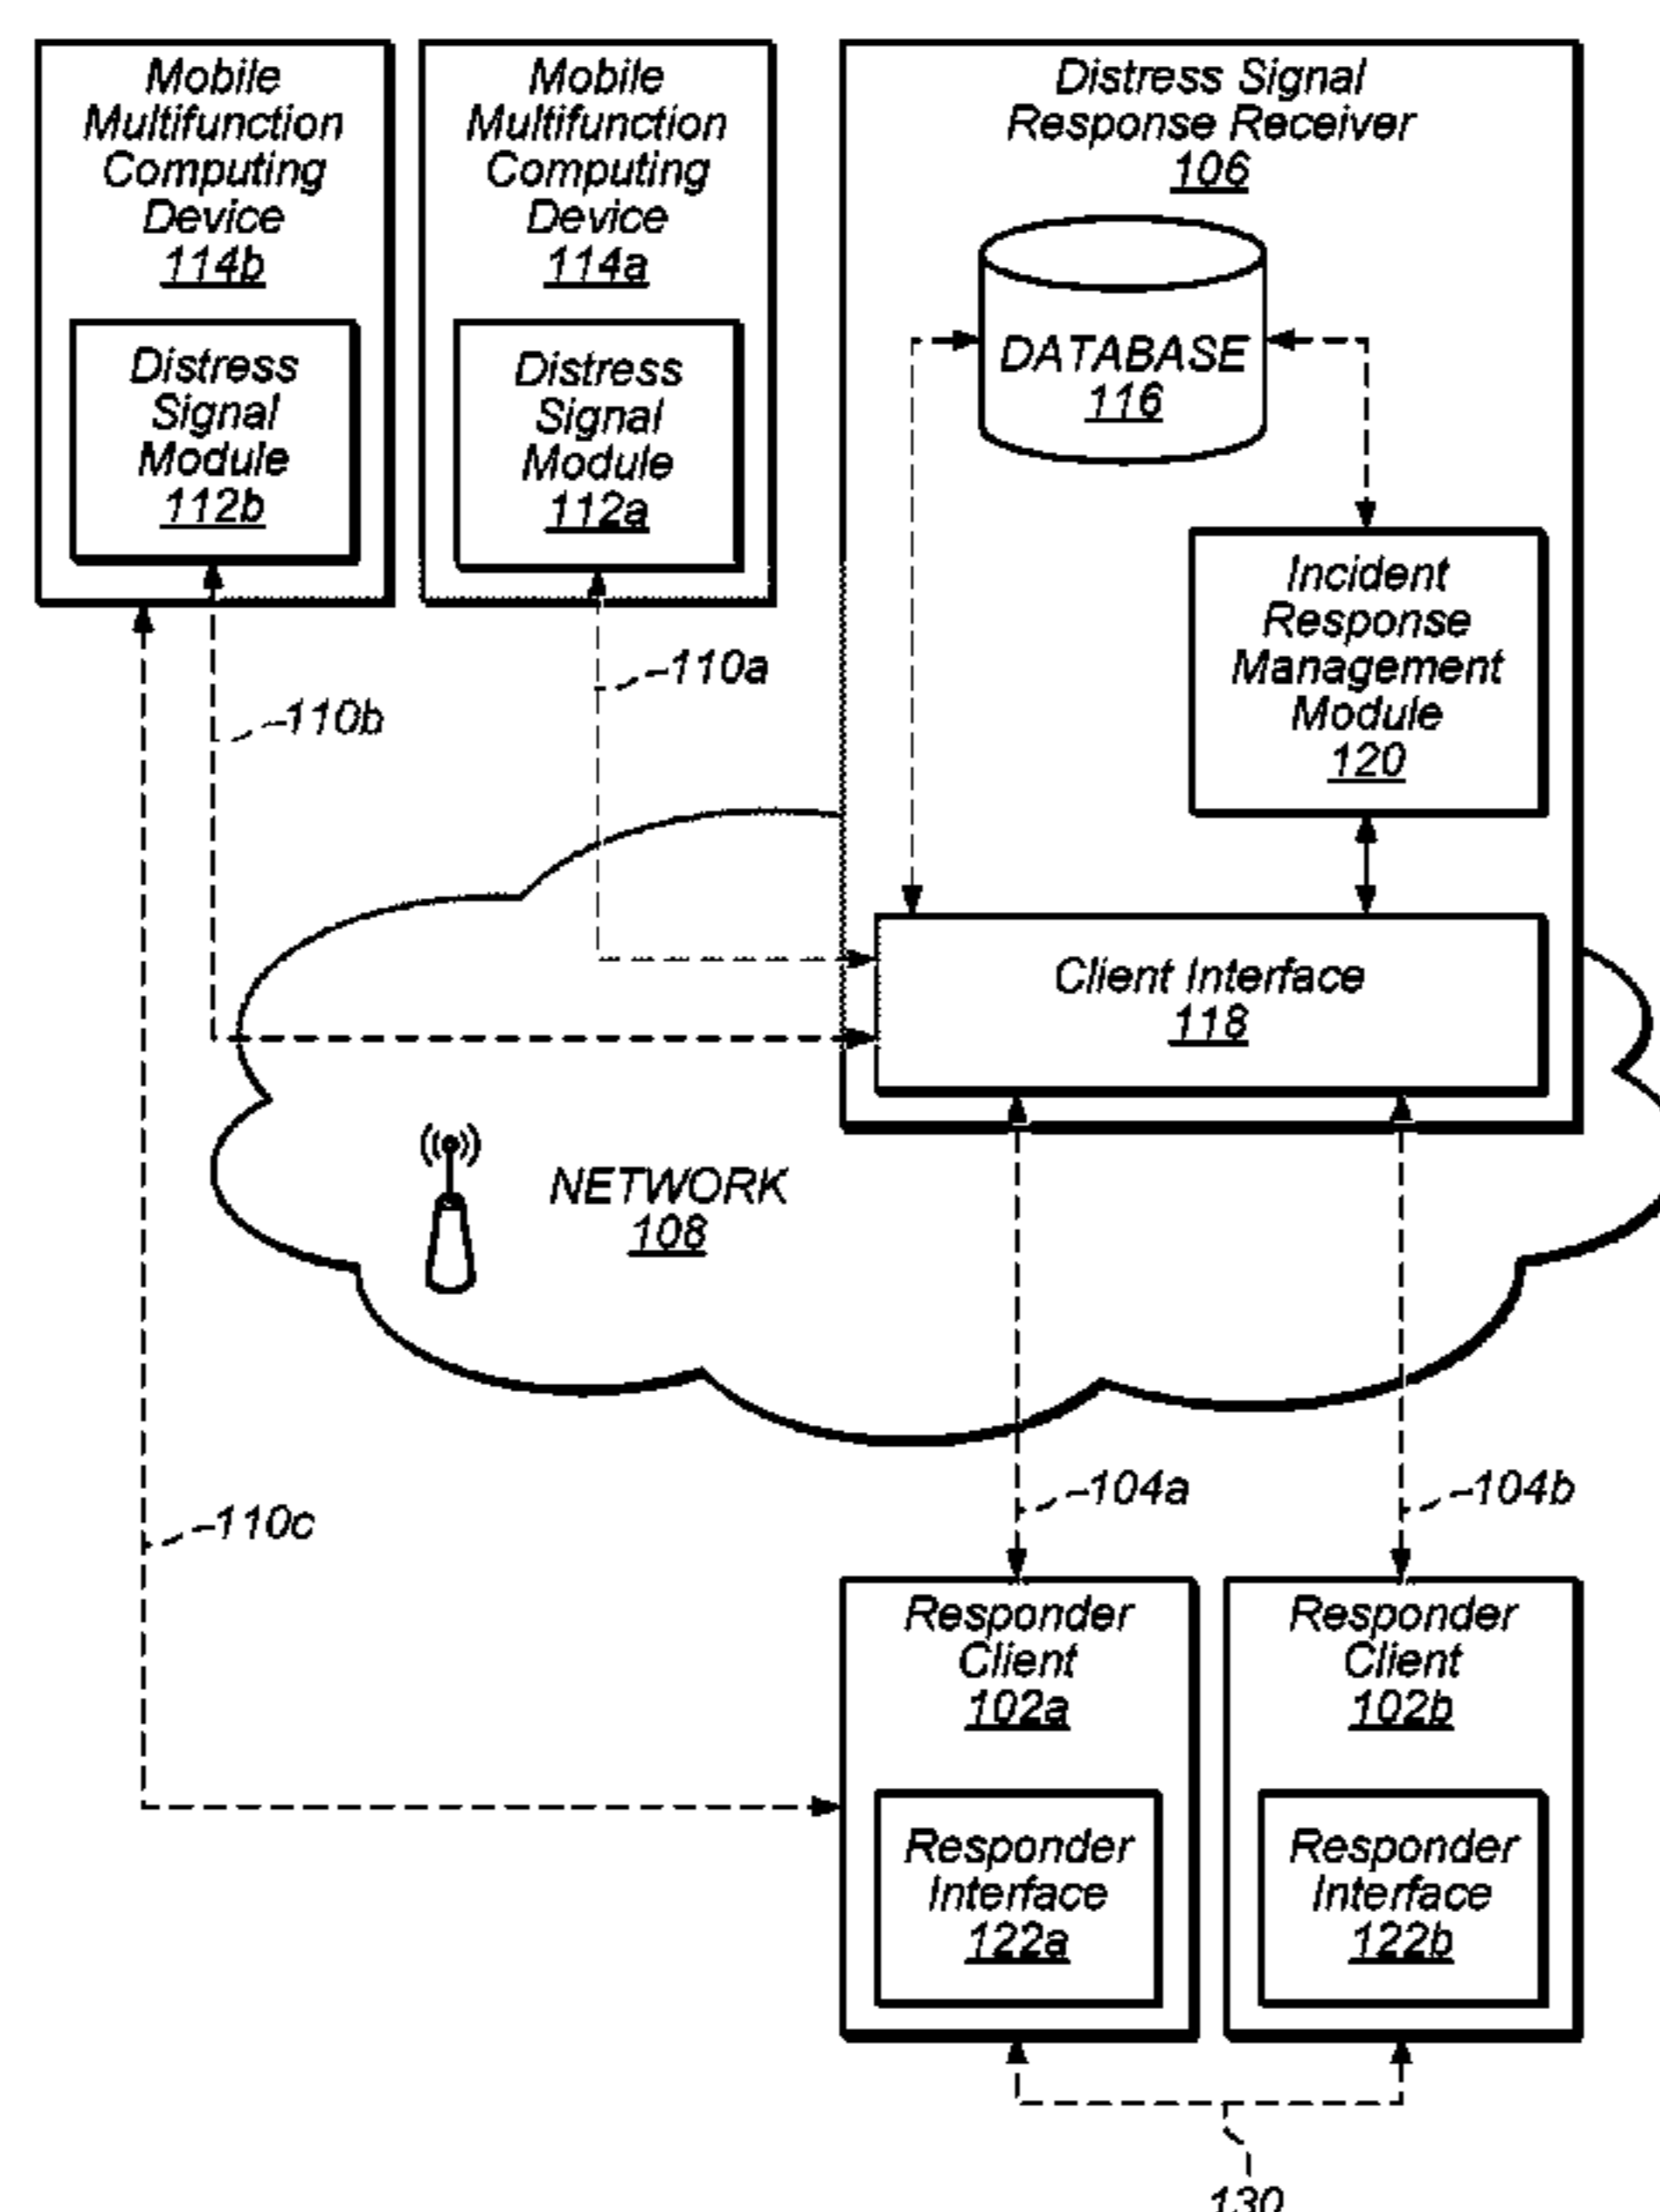 Mobile
Multifunction
Computing
Device
114b
Distress
Signal
Module
112b
Mobile
Multifunction
Computing
Device
114a
Distress
Signal
Module
112a
Distress Signal
Response Receiver
106
DATABASE
116
Incident
Response
Management
Module
120
110a
110b
Client Interface
118
NETWORK
108
104a
104b
110c
Responder
Client
102a
Responder
Interface
122a
Responder
Client
102b
Responder
Interface
122b
130